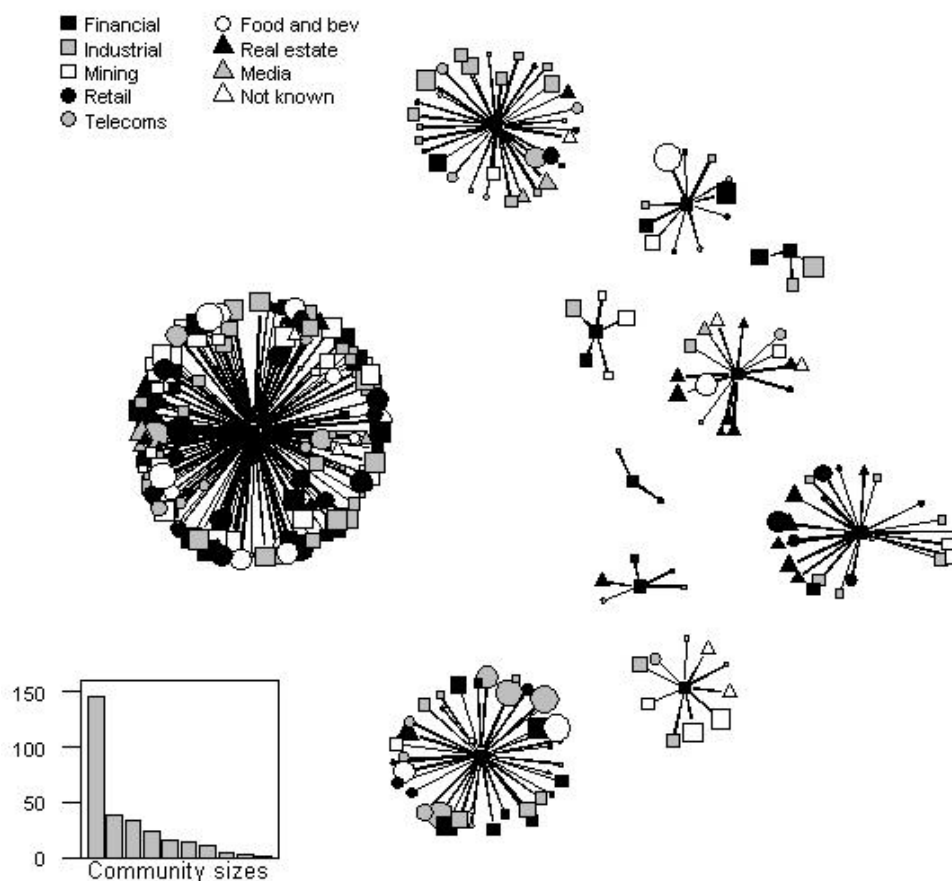 Financial
Industrial
Mining
Retail
Telecoms
Food and bev
Real estate
Media
Not known
150
100
50
0
Community sizes